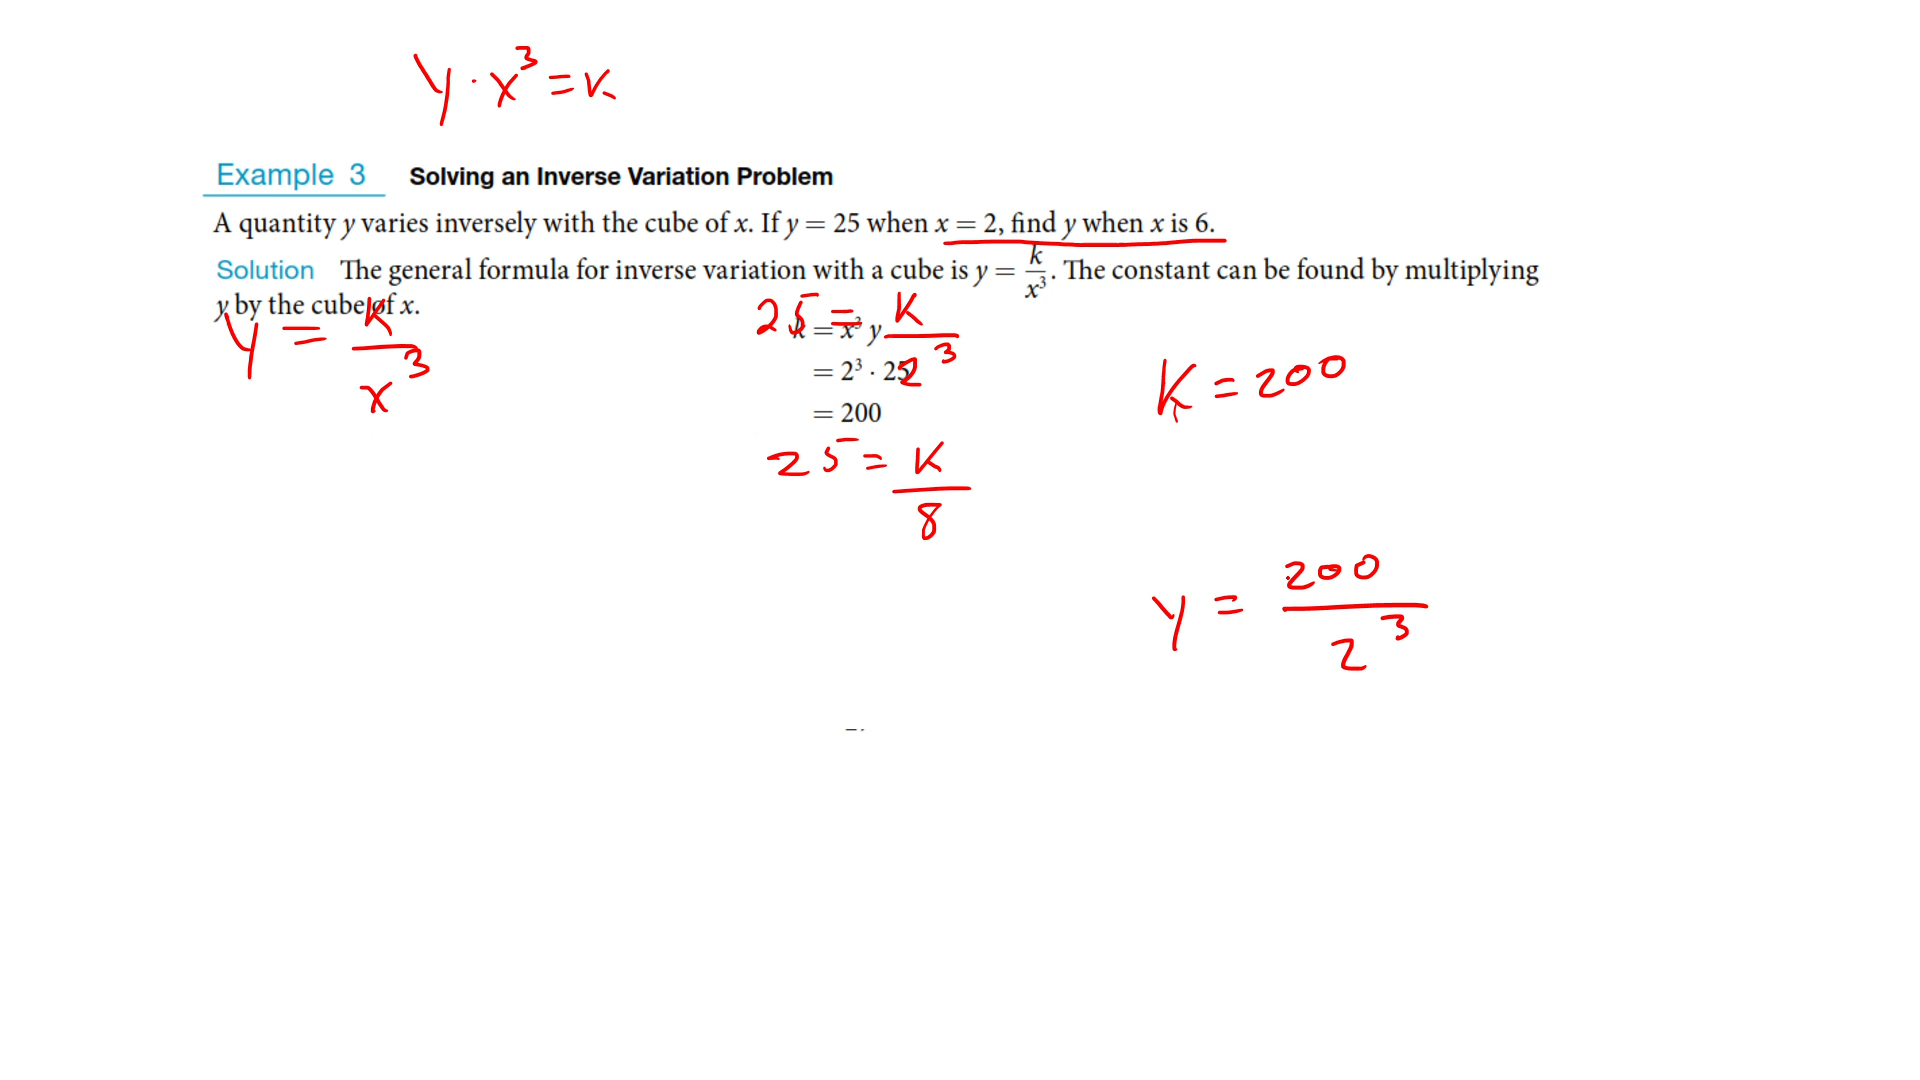 y · x³ = k
Example 3 Solving an Inverse Variation Problem
A quantity y varies inversely with the cube of x. If y = 25 when x = 2, find y when x is 6.
Solution The general formula for inverse variation with a cube is y = k/x³. The constant can be found by multiplying
y by the cube of x.
y = k/x³
25 = k/2³
k = x³ y
= 2³ · 25
= 200
k = 200
25 = k/8
y = 200/2³